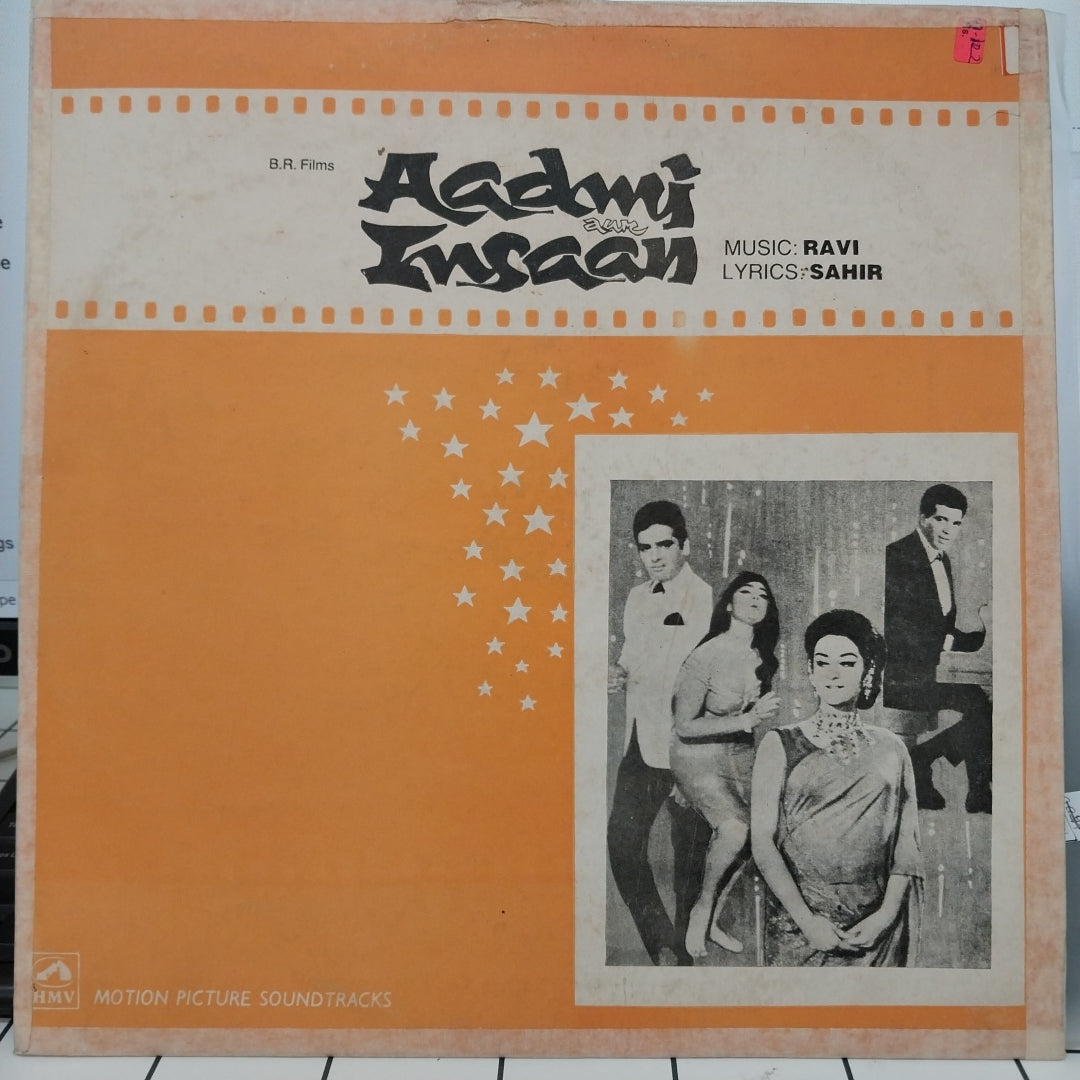 B.R. Films
Aadmi
aur
Insaan
MUSIC: RAVI
LYRICS: SAHIR
HMV
MOTION PICTURE SOUNDTRACKS